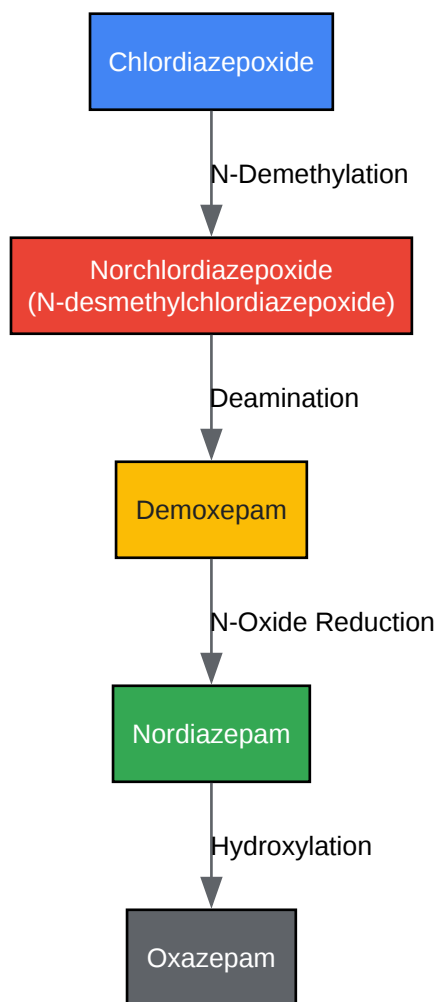 Chlordiazepoxide
N-Demethylation
Norchlordiazepoxide
(N-desmethylchlordiazepoxide)
Deamination
Demoxepam
N-Oxide Reduction
Nordiazepam
Hydroxylation
Oxazepam